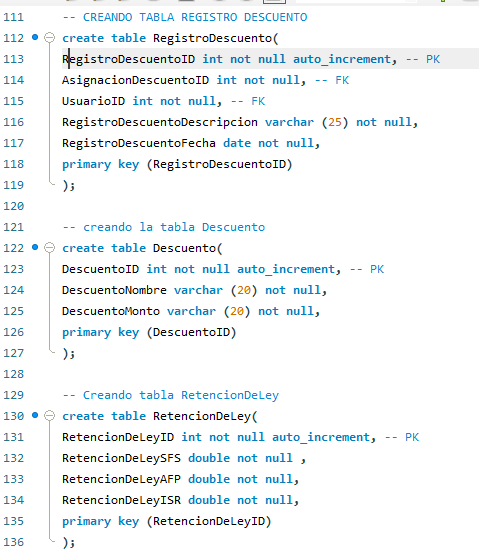 111 -- CREANDO TABLA REGISTRO DESCUENTO
112 create table RegistroDescuento(
113 RegistroDescuentoID int not null auto_increment, -- PK
114 AsignacionDescuentoID int not null, -- FK
115 UsuarioID int not null, -- FK
116 RegistroDescuentoDescripcion varchar (25) not null,
117 RegistroDescuentoFecha date not null,
118 primary key (RegistroDescuentoID)
119 );
120
121 -- creando la tabla Descuento
122 create table Descuento(
123 DescuentoID int not null auto_increment, -- PK
124 DescuentoNombre varchar (20) not null,
125 DescuentoMonto varchar (20) not null,
126 primary key (DescuentoID)
127 );
128
129 -- Creando tabla RetencionDeLey
130 create table RetencionDeLey(
131 RetencionDeLeyID int not null auto_increment, -- PK
132 RetencionDeLeySFS double not null ,
133 RetencionDeLeyAFP double not null,
134 RetencionDeLeyISR double not null,
135 primary key (RetencionDeLeyID)
136 );